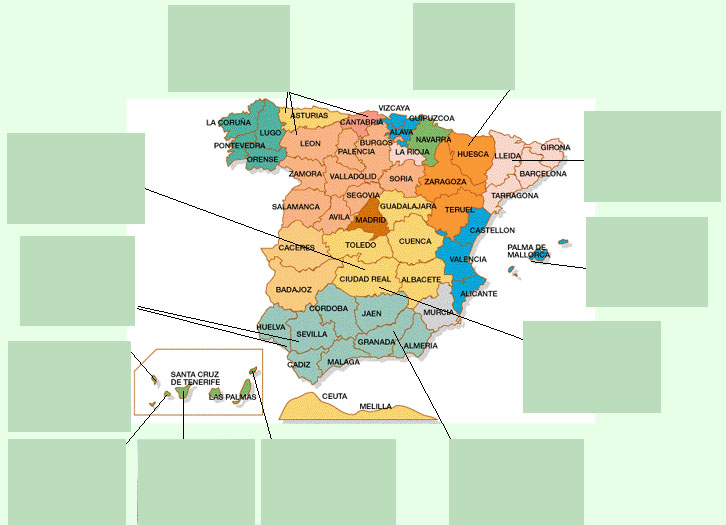 VIZCAYA
ASTURIAS
GUIPUZCOA
LA CORUÑA
CANTABRIA
LUGO
ALAVA
NAVARRA
LEON
BURGOS
PONTEVEDRA
GIRONA
PALENCIA
LA RIOJA
HUESCA
LLEIDA
ORENSE
ZAMORA
VALLADOLID
SORIA
ZARAGOZA
BARCELONA
SEGOVIA
TARRAGONA
SALAMANCA
GUADALAJARA
AVILA
MADRID
TERUEL
CASTELLON
CACERES
TOLEDO
CUENCA
PALMA DE
MALLORCA
VALENCIA
CIUDAD REAL
ALBACETE
BADAJOZ
ALICANTE
CORDOBA
JAEN
MURCIA
HUELVA
SEVILLA
GRANADA
ALMERIA
CADIZ
MALAGA
SANTA CRUZ
DE TENERIFE
LAS PALMAS
CEUTA
MELILLA